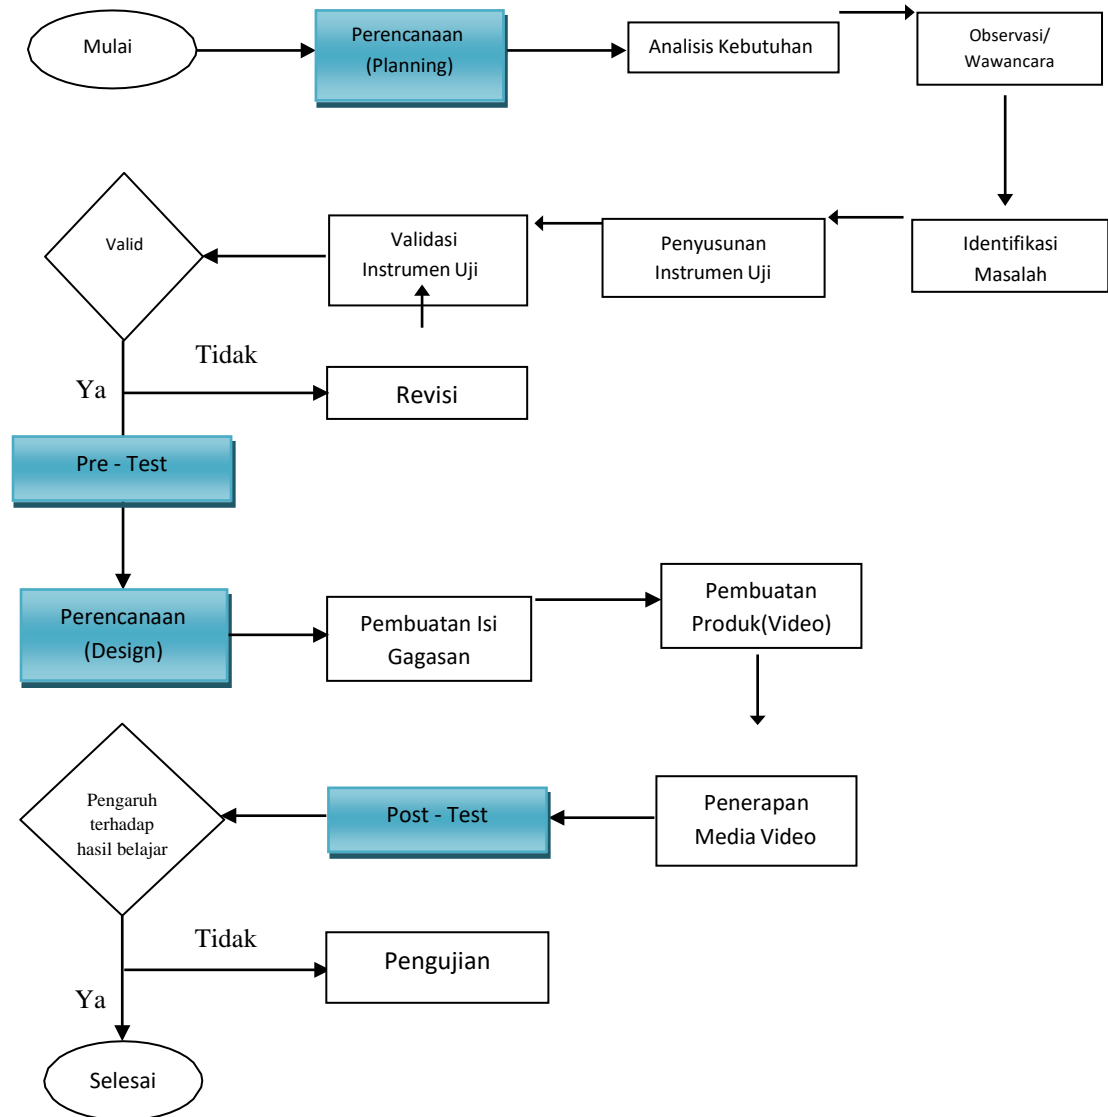 Mulai
Perencanaan
(Planning)
Analisis Kebutuhan
Observasi/
Wawancara
Valid
Validasi
Instrumen Uji
Penyusunan
Instrumen Uji
Identifikasi
Masalah
Tidak
Ya
Revisi
Pre - Test
Perencanaan
(Design)
Pembuatan Isi
Gagasan
Pembuatan
Produk(Video)
Pengaruh
terhadap
hasil belajar
Post - Test
Penerapan
Media Video
Tidak
Pengujian
Ya
Selesai